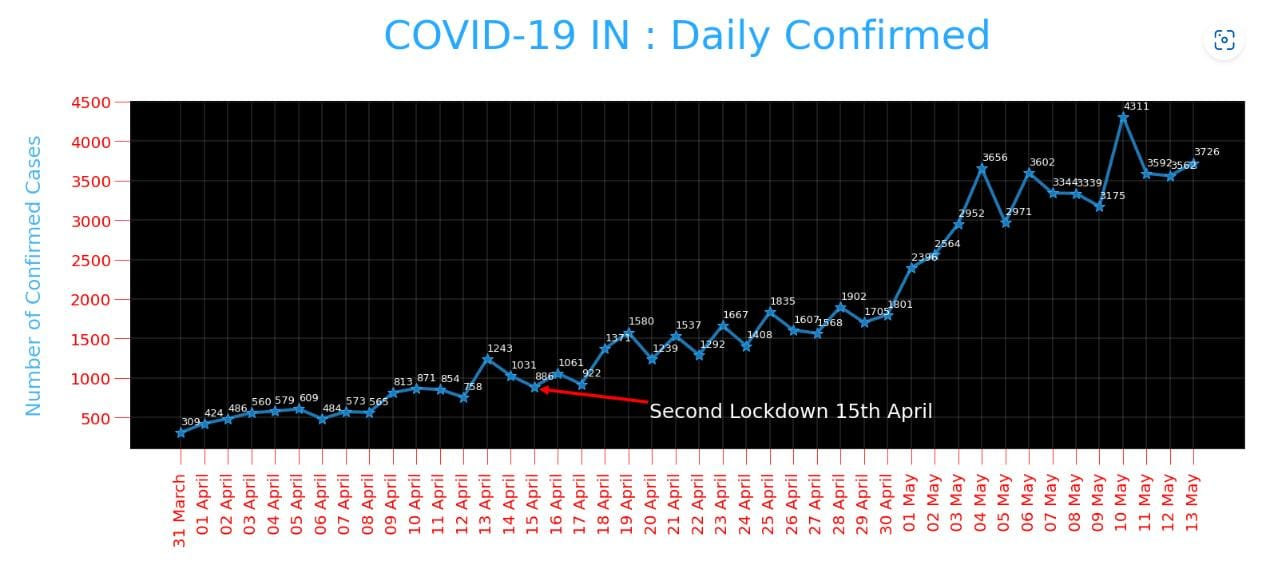 COVID-19 IN : Daily Confirmed
Number of Confirmed Cases
4500
4000
3500
3000
2500
2000
1500
1000
500
309
424
486
560
579
609
484
573
565
813
871
854
758
1243
1031
886
1061
922
1371
1580
1239
1537
1292
1667
1408
1835
1607
1568
1902
1705
1801
2396
2564
2952
3656
2971
3602
3344
3339
3175
4311
3592
3562
3726
Second Lockdown 15th April
31 March
01 April
02 April
03 April
04 April
05 April
06 April
07 April
08 April
09 April
10 April
11 April
12 April
13 April
14 April
15 April
16 April
17 April
18 April
19 April
20 April
21 April
22 April
23 April
24 April
25 April
26 April
27 April
28 April
29 April
30 April
01 May
02 May
03 May
04 May
05 May
06 May
07 May
08 May
09 May
10 May
11 May
12 May
13 May